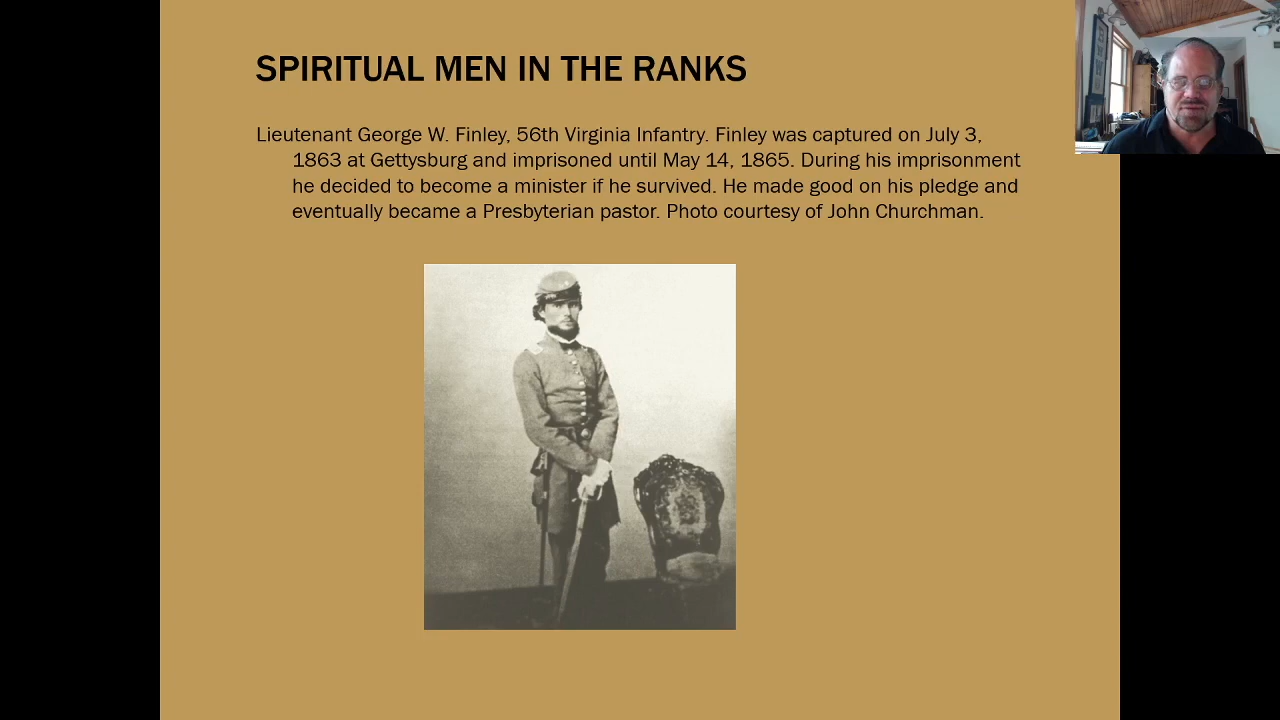 SPIRITUAL MEN IN THE RANKS
Lieutenant George W. Finley, 56th Virginia Infantry. Finley was captured on July 3,
1863 at Gettysburg and imprisoned until May 14, 1865. During his imprisonment
he decided to become a minister if he survived. He made good on his pledge and
eventually became a Presbyterian pastor. Photo courtesy of John Churchman.